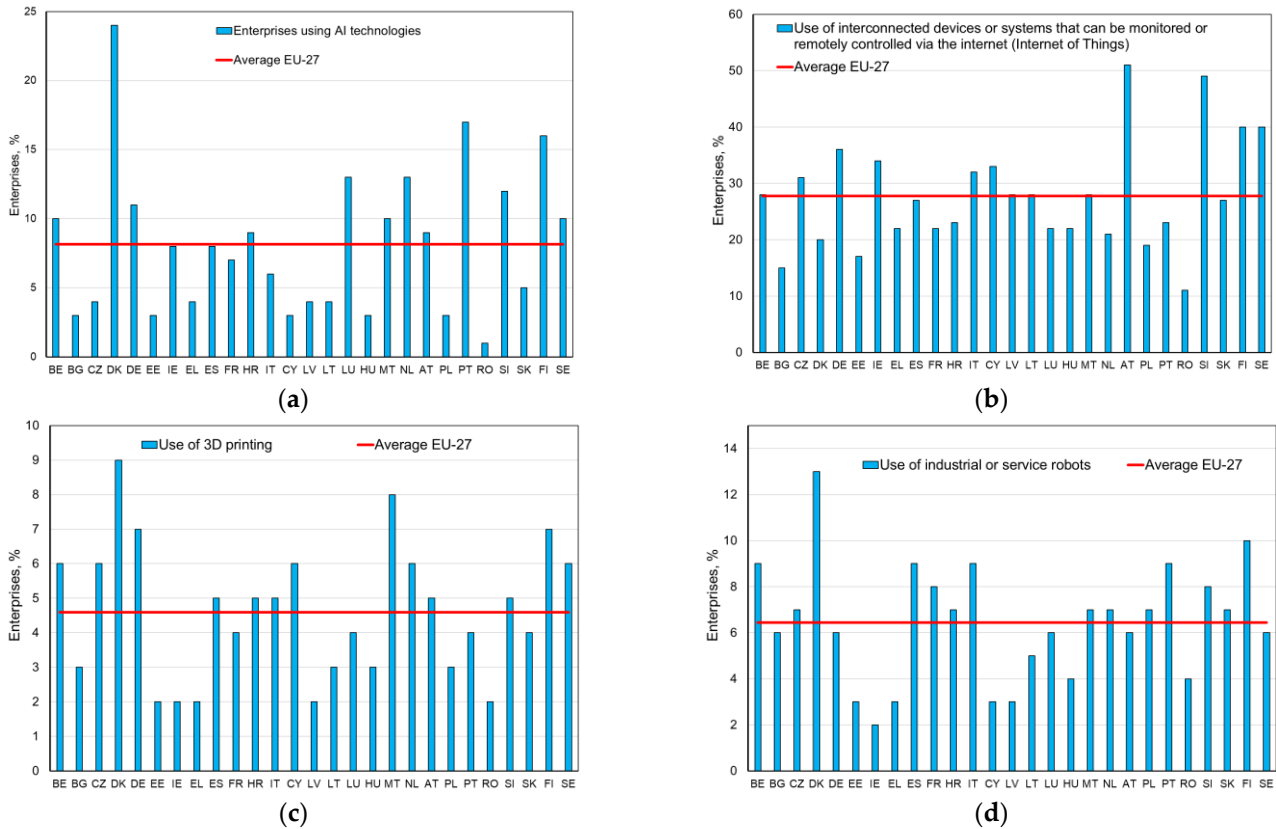 25
20
15
10
5
0
Enterprises, %
Enterprises using AI technologies
Average EU-27
BE BG CZ DK DE EE IE EL ES FR HR IT CY LV LT LU HU MT NL AT PL PT RO SI SK FI SE
(a)
60
50
40
30
20
10
0
Enterprises, %
Use of interconnected devices or systems that can be monitored or
remotely controlled via the internet (Internet of Things)
Average EU-27
BE BG CZ DK DE EE IE EL ES FR HR IT CY LV LT LU HU MT NL AT PL PT RO SI SK FI SE
(b)
10
9
8
7
6
5
4
3
2
1
0
Enterprises, %
Use of 3D printing
Average EU-27
BE BG CZ DK DE EE IE EL ES FR HR IT CY LV LT LU HU MT NL AT PL PT RO SI SK FI SE
(c)
14
12
10
8
6
4
2
0
Enterprises, %
Use of industrial or service robots
Average EU-27
BE BG CZ DK DE EE IE EL ES FR HR IT CY LV LT LU HU MT NL AT PL PT RO SI SK FI SE
(d)